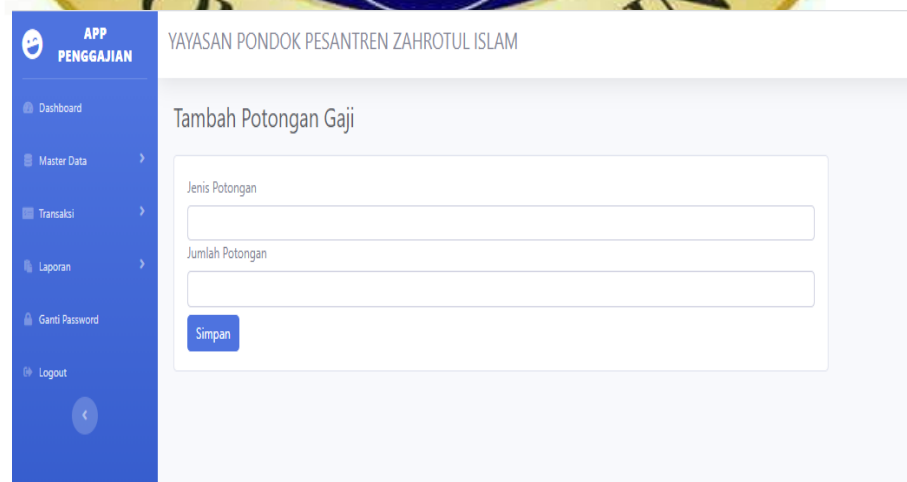 APP
PENGGAJIAN
YAYASAN PONDOK PESANTREN ZAHROTUL ISLAM
Dashboard
Master Data
Transaksi
Laporan
Ganti Password
Logout
Tambah Potongan Gaji
Jenis Potongan
Jumlah Potongan
Simpan